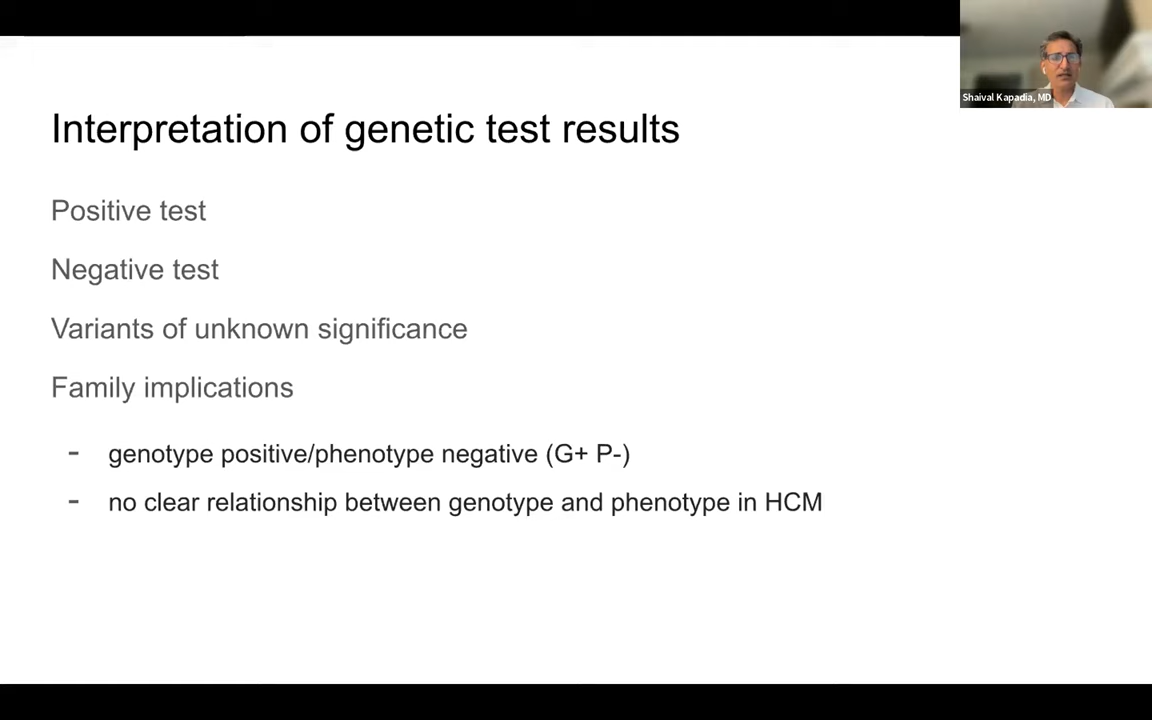 Shaival Kapadia, MD
Interpretation of genetic test results
Positive test
Negative test
Variants of unknown significance
Family implications
- genotype positive/phenotype negative (G+ P-)
- no clear relationship between genotype and phenotype in HCM